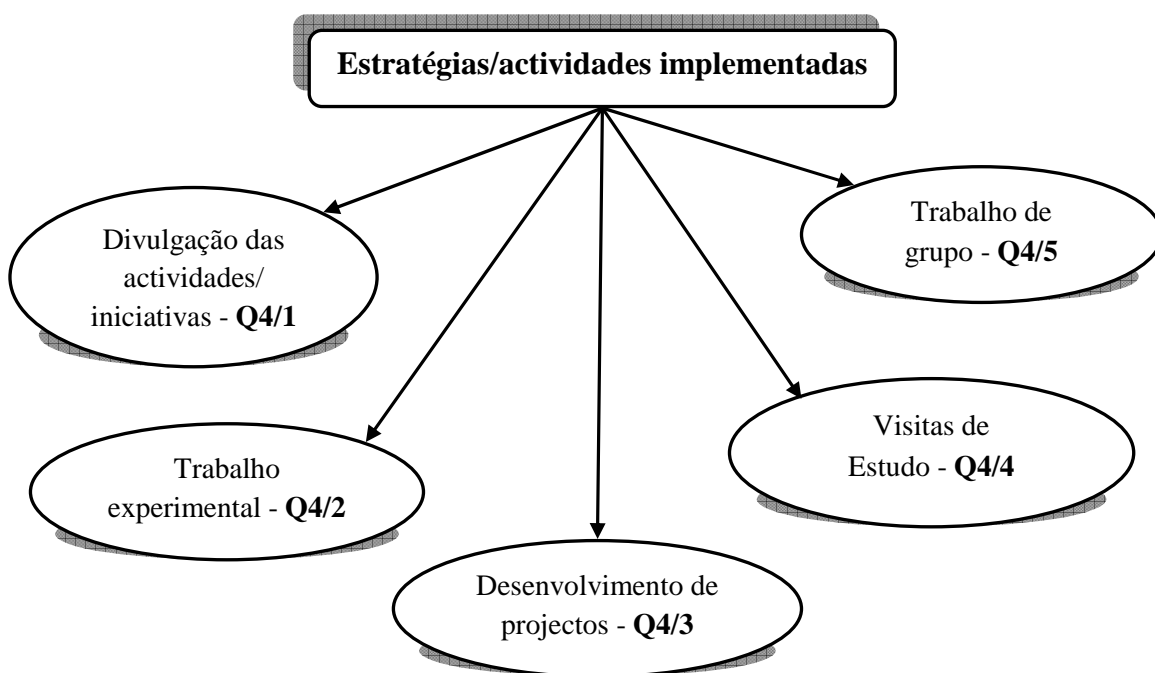 Estratégias/actividades implementadas
Divulgação das
actividades/
iniciativas - Q4/1
Trabalho
experimental - Q4/2
Desenvolvimento de
projectos - Q4/3
Visitas de
Estudo - Q4/4
Trabalho de
grupo - Q4/5